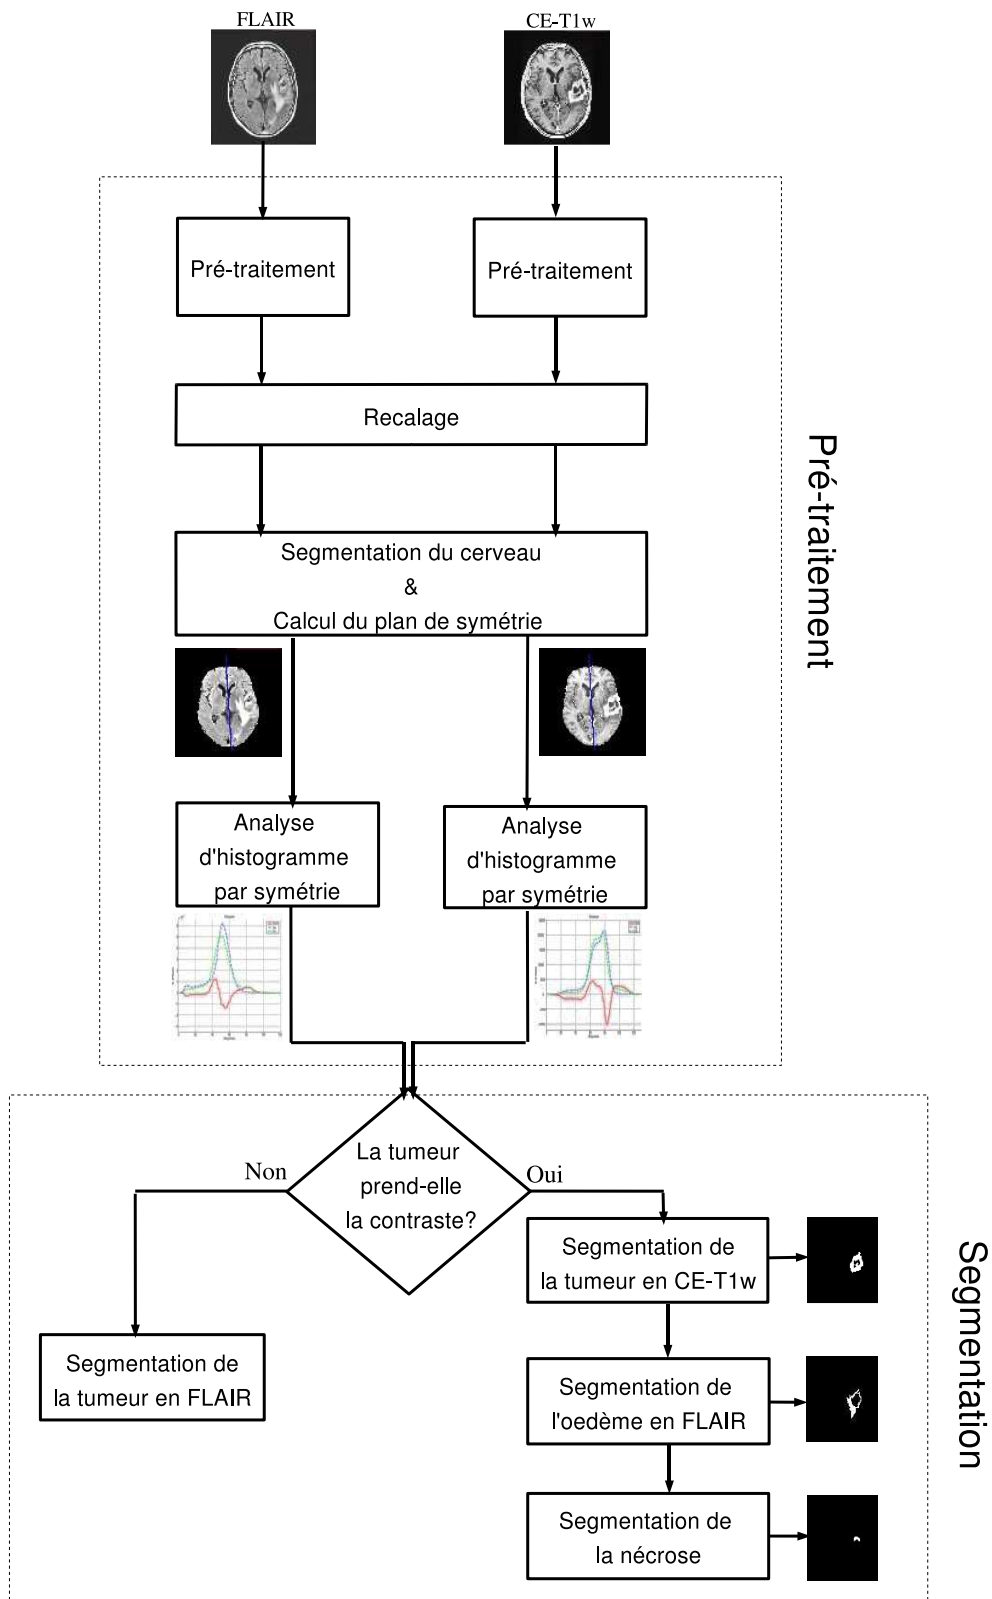 FLAIR
CE-T1w
Pré-traitement
Pré-traitement
Recalage
Segmentation du cerveau
&
Calcul du plan de symétrie
Analyse
d'histogramme
par symétrie
Analyse
d'histogramme
par symétrie
Pré-traitement
La tumeur
prend-elle
la contraste?
Non
Oui
Segmentation de
la tumeur en CE-T1w
Segmentation de
la tumeur en FLAIR
Segmentation de
l'oedème en FLAIR
Segmentation de
la nécrose
Segmentation